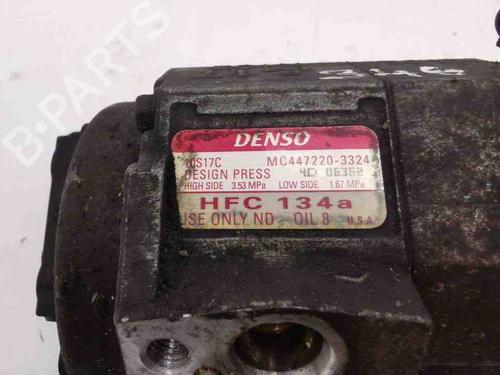 346
DENSO
10S17C MC447220-3324
DESIGN PRESS
HIGH SIDE 3.53 MPa LOW SIDE 1.67 MPa
HFC 134a
USE ONLY ND-OIL 8 U.S.A.
B-PARTS